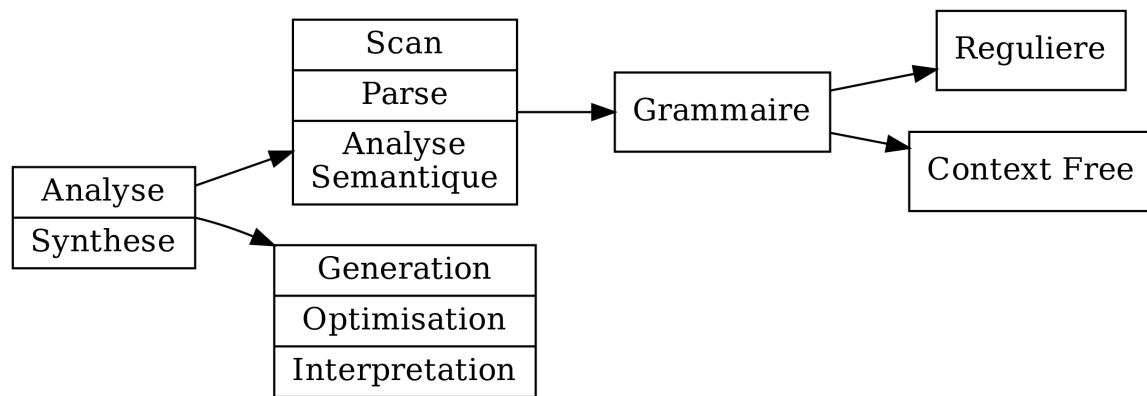 Analyse
Synthese
Scan
Parse
Analyse
Semantique
Generation
Optimisation
Interpretation
Grammaire
Reguliere
Context Free